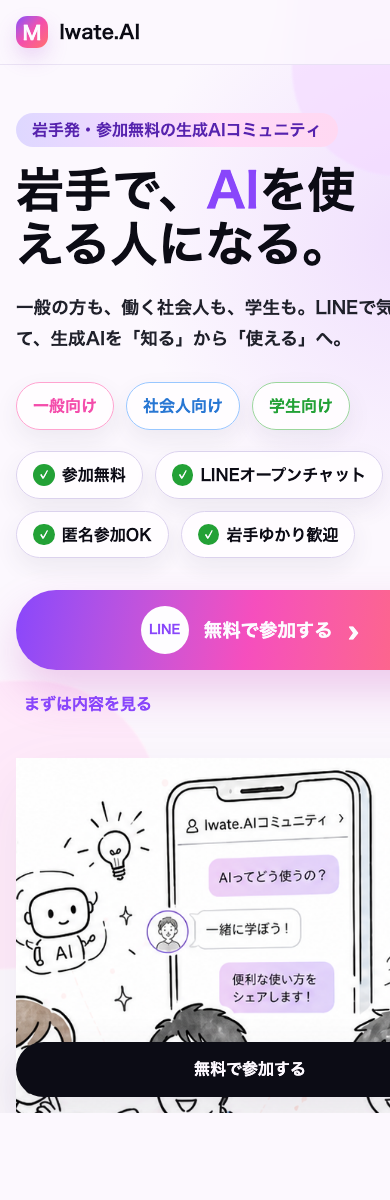 M Iwate.AI
岩手発・参加無料の生成AIコミュニティ
岩手で、AIを使
える人になる。
一般の方も、働く社会人も、学生も。LINEで気
て、生成AIを「知る」から「使える」へ。
一般向け 社会人向け 学生向け
参加無料 LINEオープンチャット
匿名参加OK 岩手ゆかり歓迎
LINE 無料で参加する ›
まずは内容を見る
Iwate.AIコミュニティ ›
AIってどう使うの？
一緒に学ぼう！
便利な使い方を
シェアします！
AI
無料で参加する